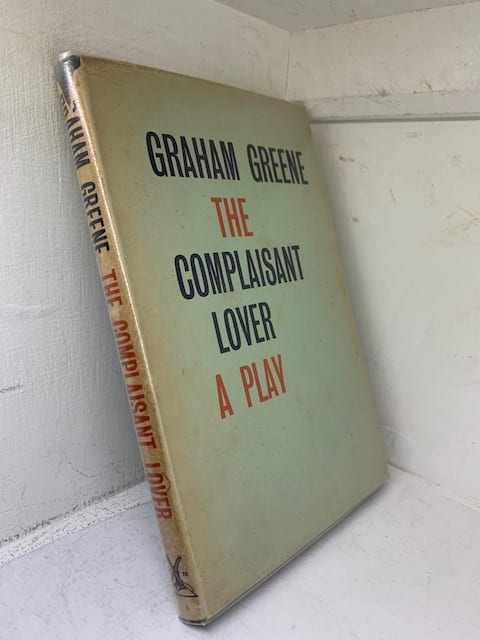 GRAHAM GREENE
THE
COMPLAISANT
LOVER
A PLAY
GRAHAM GREENE THE COMPLAISANT LOVER